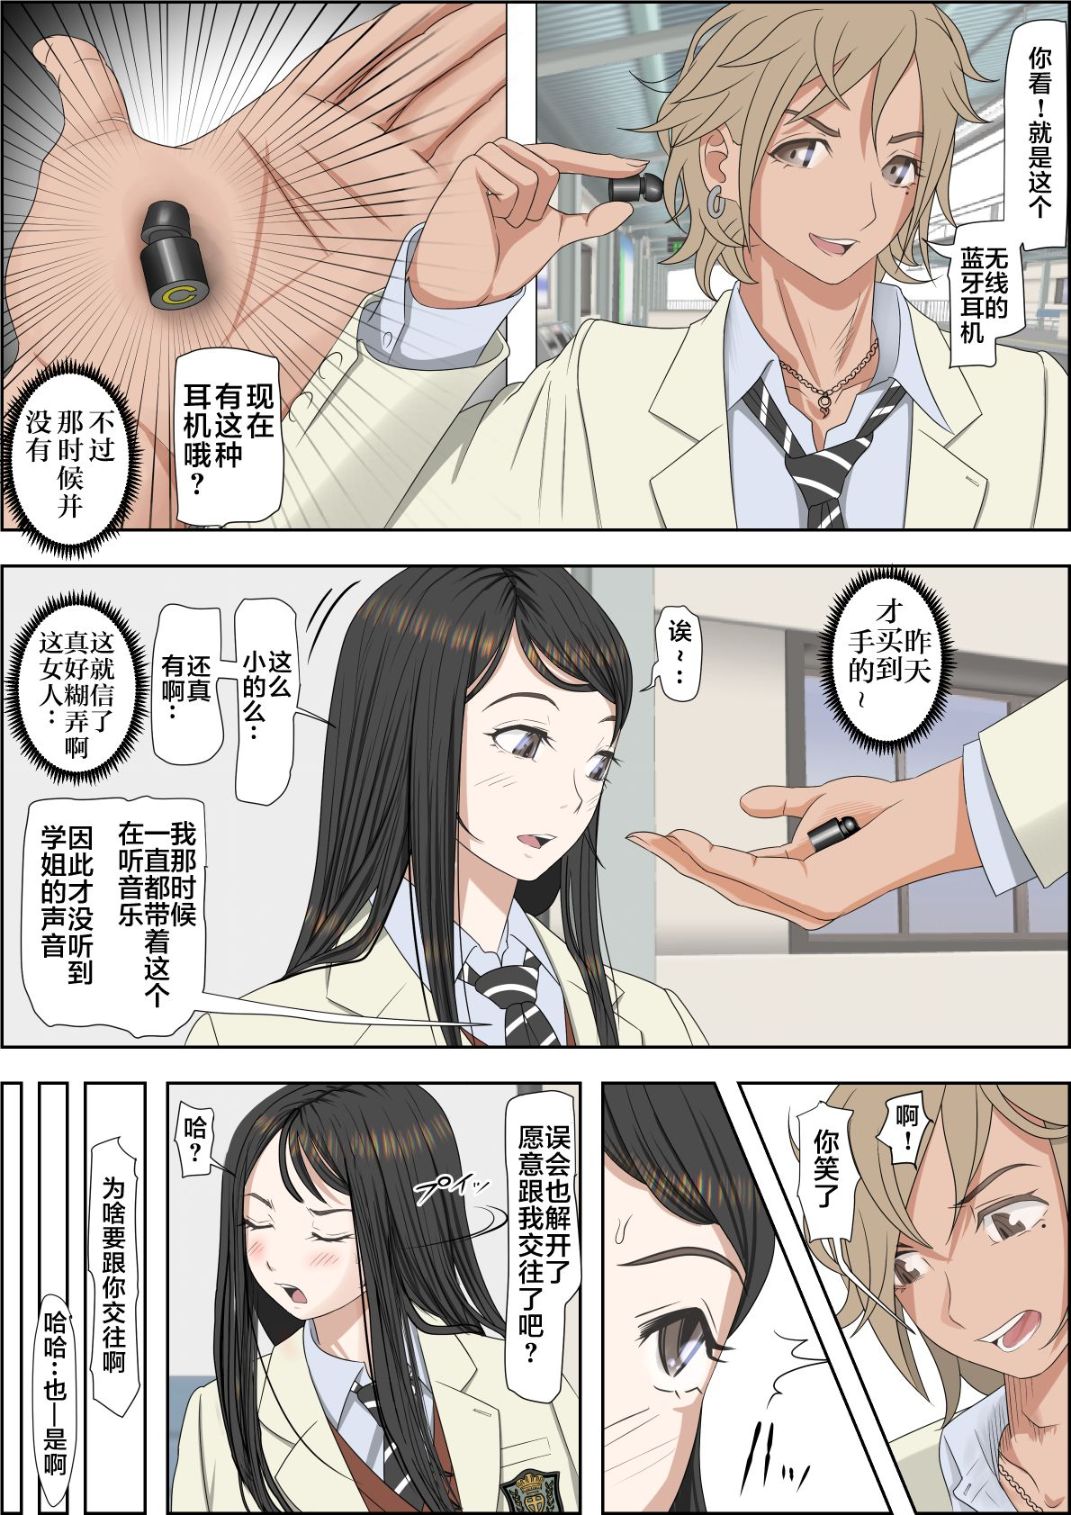 你看！就是这个
无线的
蓝牙耳机
现在
有这种
耳机哦？
不过
那时候并
没有
C
昨天
才买到
手的~
诶~…
这么
小的么…
还真
有啊…
这就信了
真好糊弄啊
这女人…
我那时候
一直都带着这个
在听音乐
因此才没听到
学姐的声音
啊！
你笑了
误会也解开了
愿意跟我交往了吧？
プイッ
哈？
为啥要跟你交往啊
哈哈…也—是啊